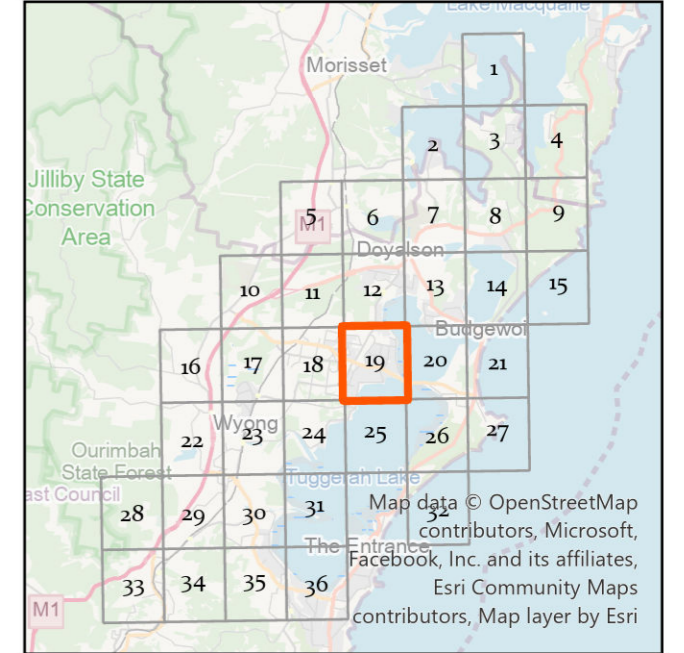 Lake Macquarie
Morisset
1
2
3
4
Jilliby State
Conservation
Area
5
M1
6
7
8
9
Doyalson
10
11
12
13
14
15
Budgewoi
16
17
18
19
20
21
Wyong
22
23
24
25
26
27
Ourimbah
State Forest
ast Council
Tuggerah Lake
28
29
30
31
32
The Entrance
Map data © OpenStreetMap
contributors, Microsoft,
Facebook, Inc. and its affiliates,
Esri Community Maps
contributors, Map layer by Esri
33
34
35
36
M1